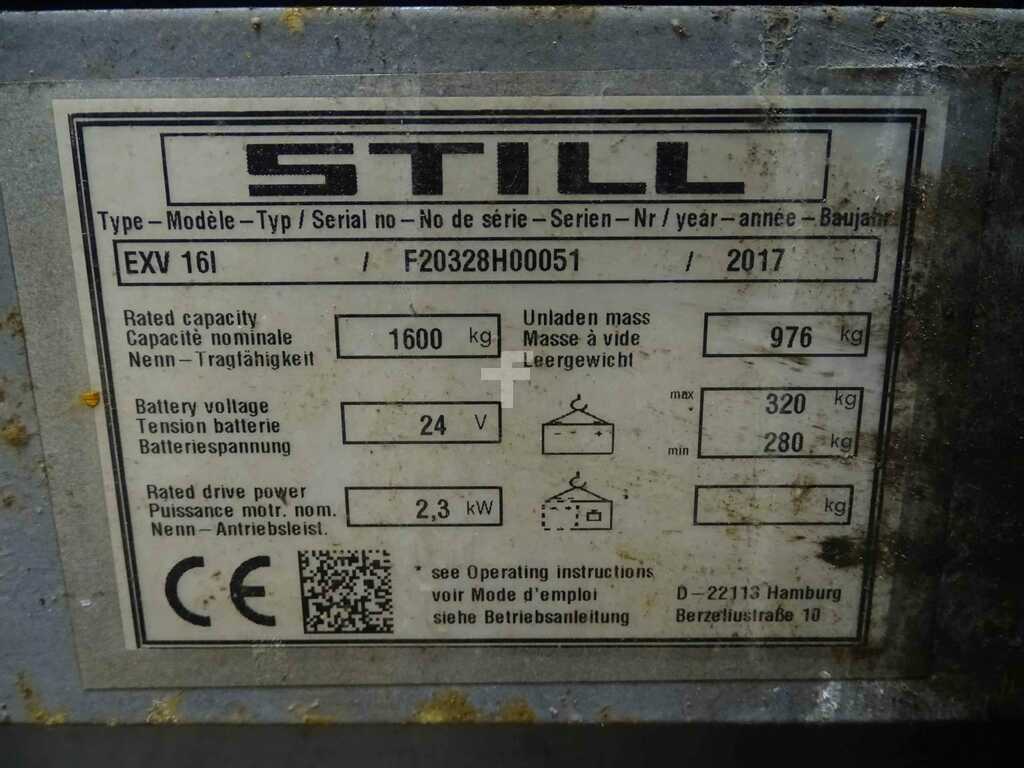 STILL
Type – Modèle – Typ / Serial no – No de série – Serien – Nr / year – année – Baujahr
EXV 16I / F20328H00051 / 2017
Rated capacity
Capacité nominale
Nenn – Tragfähigkeit
1600 kg
Unladen mass
Masse à vide
Leergewicht
976 kg
Battery voltage
Tension batterie
Batteriespannung
24 V
max 320 kg
min 280 kg
Rated drive power
Puissance motr. nom.
Nenn – Antriebsleist.
2,3 kW
kg
CE
* see Operating instructions
voir Mode d'emploi
siehe Betriebsanleitung
D – 22113 Hamburg
Berzeliustraße 10